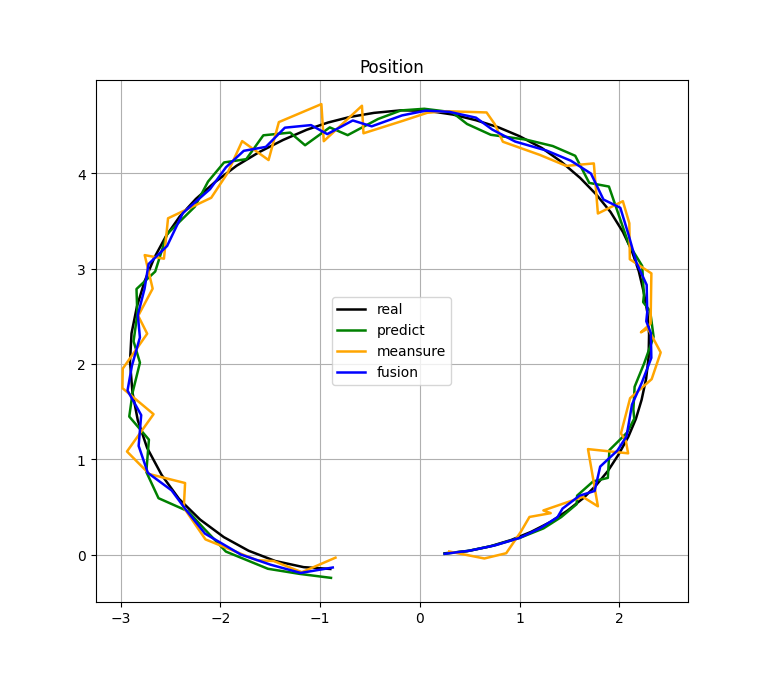 Position
4
3
2
1
0
real
predict
meansure
fusion
−3 −2 −1 0 1 2